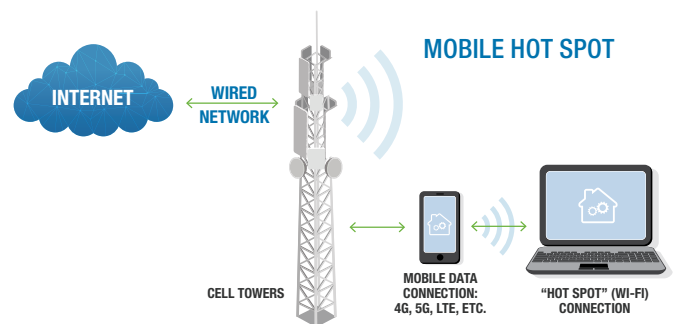 MOBILE HOT SPOT
INTERNET
WIRED
NETWORK
CELL TOWERS
MOBILE DATA
CONNECTION:
4G, 5G, LTE, ETC.
“HOT SPOT” (WI-FI)
CONNECTION